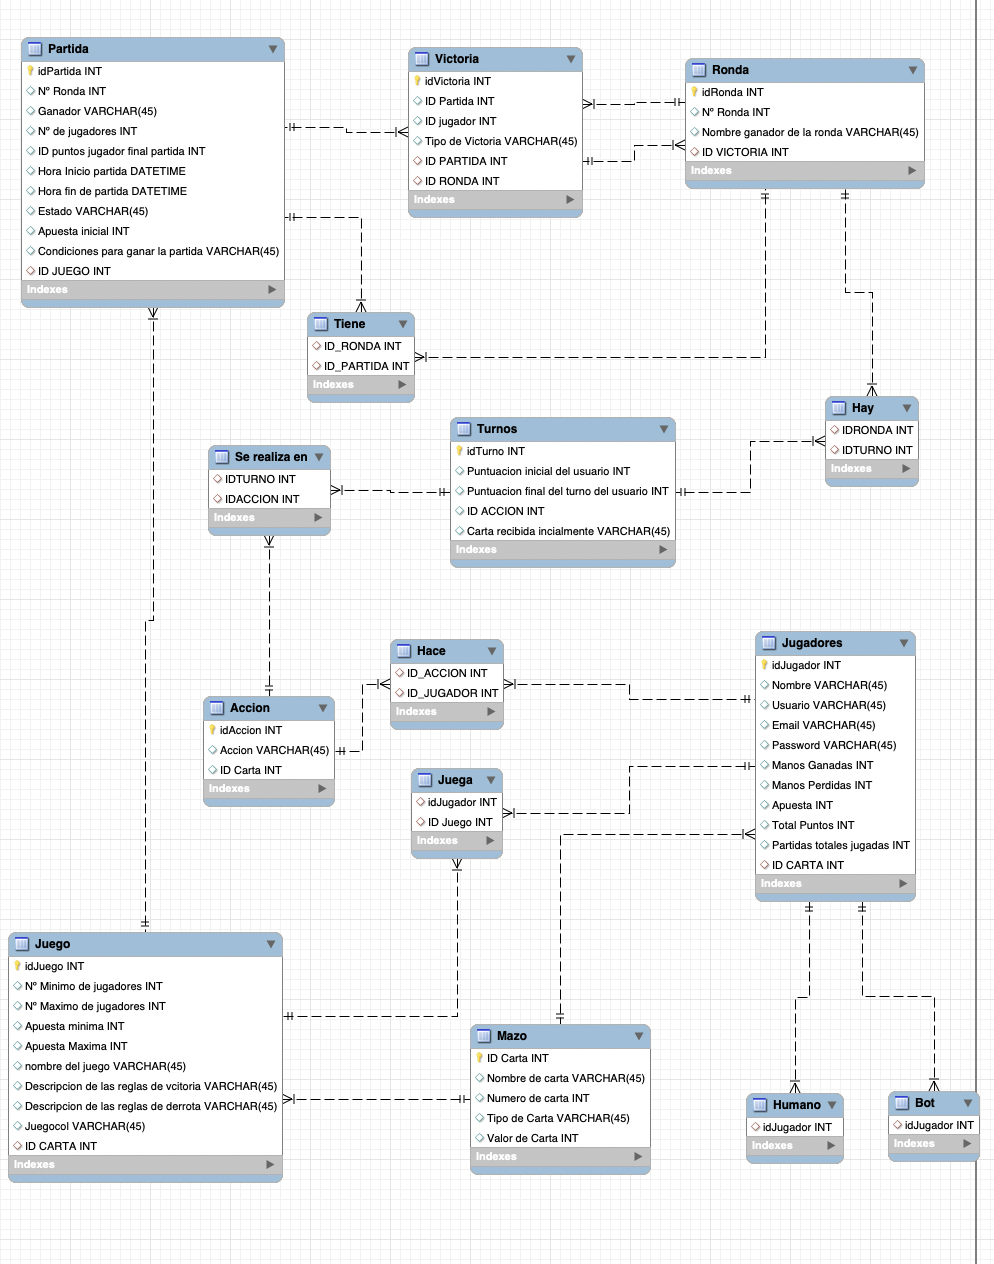 Partida
idPartida INT
Nº Ronda INT
Ganador VARCHAR(45)
Nº de jugadores INT
ID puntos jugador final partida INT
Hora Inicio partida DATETIME
Hora fin de partida DATETIME
Estado VARCHAR(45)
Apuesta inicial INT
Condiciones para ganar la partida VARCHAR(45)
ID JUEGO INT
Indexes
Victoria
idVictoria INT
ID Partida INT
ID jugador INT
Tipo de Victoria VARCHAR(45)
ID PARTIDA INT
ID RONDA INT
Indexes
Ronda
idRonda INT
Nº Ronda INT
Nombre ganador de la ronda VARCHAR(45)
ID VICTORIA INT
Indexes
Tiene
ID_RONDA INT
ID_PARTIDA INT
Indexes
Hay
IDRONDA INT
IDTURNO INT
Indexes
Turnos
idTurno INT
Puntuacion inicial del usuario INT
Puntuacion final del turno del usuario INT
ID ACCION INT
Carta recibida incialmente VARCHAR(45)
Indexes
Se realiza en
IDTURNO INT
IDACCION INT
Indexes
Hace
ID_ACCION INT
ID_JUGADOR INT
Indexes
Jugadores
idJugador INT
Nombre VARCHAR(45)
Usuario VARCHAR(45)
Email VARCHAR(45)
Password VARCHAR(45)
Manos Ganadas INT
Manos Perdidas INT
Apuesta INT
Total Puntos INT
Partidas totales jugadas INT
ID CARTA INT
Indexes
Accion
idAccion INT
Accion VARCHAR(45)
ID Carta INT
Indexes
Juega
idJugador INT
ID Juego INT
Indexes
Juego
idJuego INT
Nº Minimo de jugadores INT
Nº Maximo de jugadores INT
Apuesta minima INT
Apuesta Maxima INT
nombre del juego VARCHAR(45)
Descripcion de las reglas de vcitoria VARCHAR(45)
Descripcion de las reglas de derrota VARCHAR(45)
Juegocol VARCHAR(45)
ID CARTA INT
Indexes
Mazo
ID Carta INT
Nombre de carta VARCHAR(45)
Numero de carta INT
Tipo de Carta VARCHAR(45)
Valor de Carta INT
Indexes
Humano
idJugador INT
Indexes
Bot
idJugador INT
Indexes